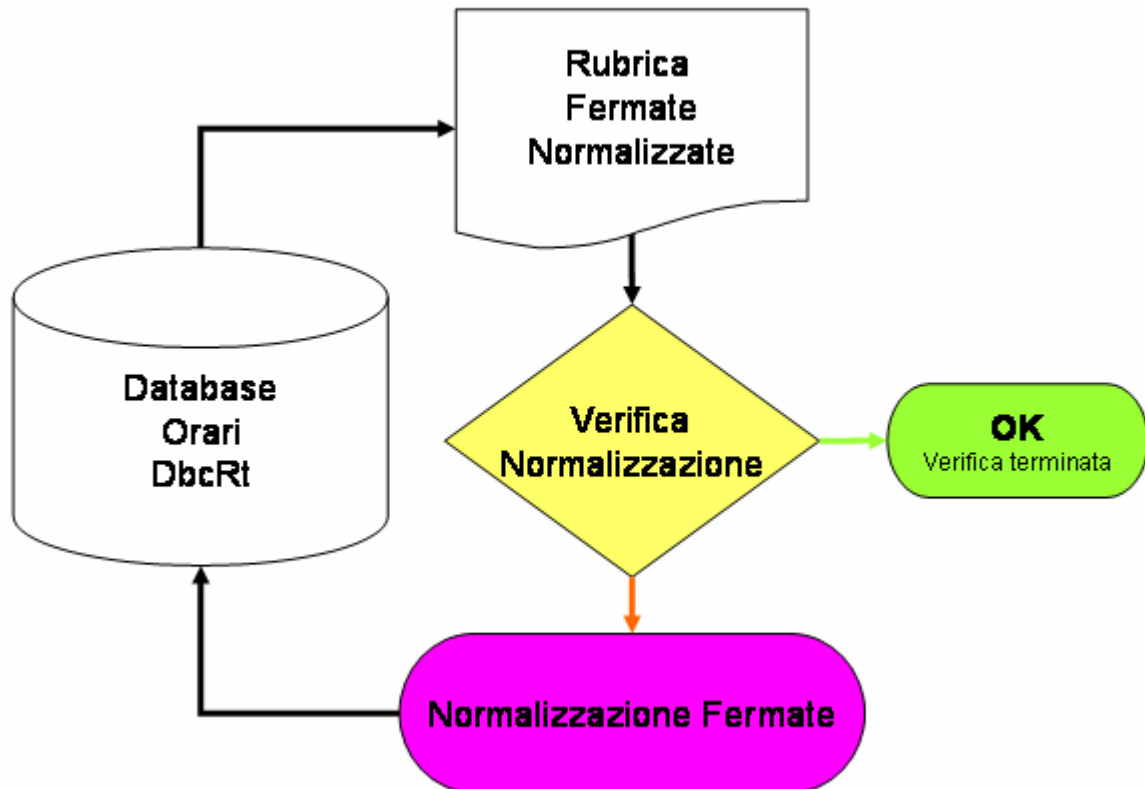 Rubrica
Fermate
Normalizzate
Database
Orari
DbcRt
Verifica
Normalizzazione
OK
Verifica terminata
Normalizzazione Fermate